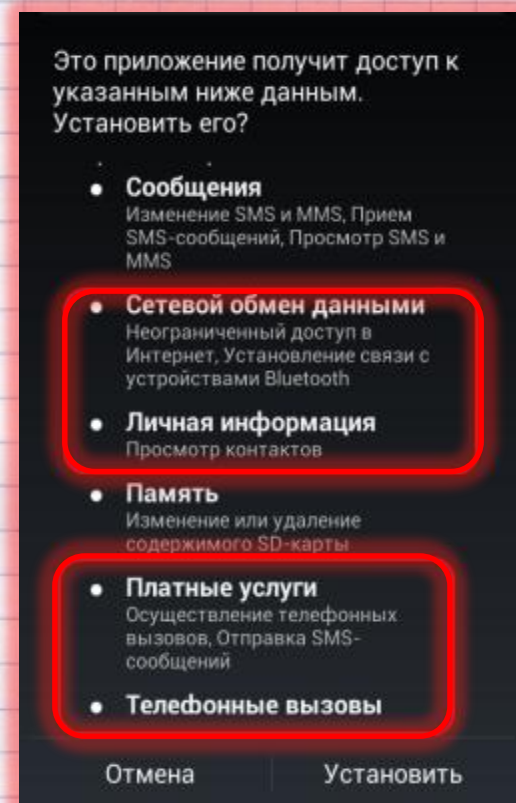 Это приложение получит доступ к
указанным ниже данным.
Установить его?
Сообщения
Изменение SMS и MMS, Прием
SMS-сообщений, Просмотр SMS и
MMS
Сетевой обмен данными
Неограниченный доступ в
Интернет, Установление связи с
устройствами Bluetooth
Личная информация
Просмотр контактов
Память
Изменение или удаление
содержимого SD-карты
Платные услуги
Осуществление телефонных
вызовов, Отправка SMS-
сообщений
Телефонные вызовы
Отмена Установить